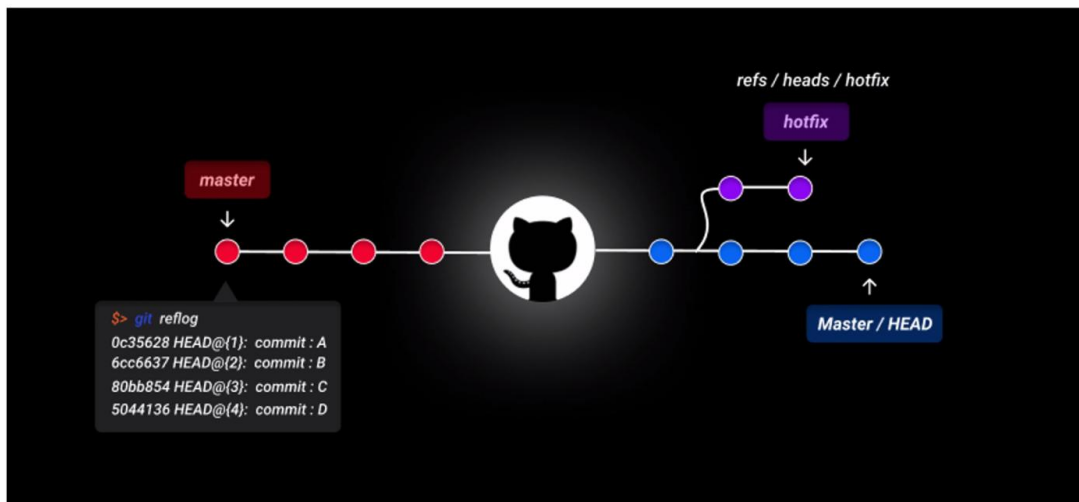 refs / heads / hotfix
hotfix
master
$> git reflog
0c35628 HEAD@{1}: commit : A
6cc6637 HEAD@{2}: commit : B
80bb854 HEAD@{3}: commit : C
5044136 HEAD@{4}: commit : D
Master / HEAD